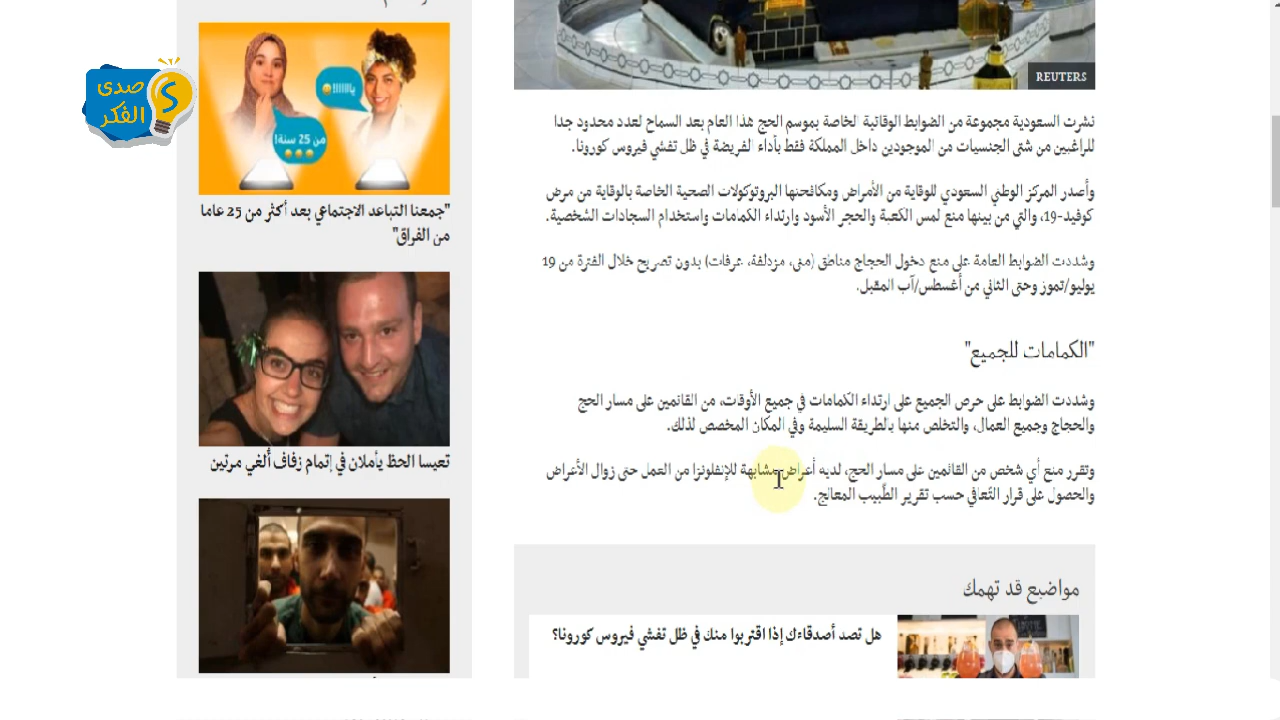 صدى
الفكر
S
REUTERS
نشرت السعودية مجموعة من الضوابط الوقائية الخاصة بموسم الحج هذا العام بعد السماح لعدد محدود جدا
للراغبين من شتى الجنسيات من الموجودين داخل المملكة فقط بأداء الفريضة في ظل تفشي فيروس كورونا.
وأصدر المركز الوطني السعودي للوقاية من الأمراض ومكافحتها البروتوكولات الصحية الخاصة بالوقاية من مرض
كوفيد-19، والتي من بينها منع لمس الكعبة والحجر الأسود وارتداء الكمامات واستخدام السجادات الشخصية.
وشددت الضوابط العامة على منع دخول الحجاج مناطق (منى، مزدلفة، عرفات) بدون تصريح خلال الفترة من 19
يوليو/تموز وحتى الثاني من أغسطس/آب المقبل.
"الكمامات للجميع"
وشددت الضوابط على حرص الجميع على ارتداء الكمامات في جميع الأوقات، من القائمين على مسار الحج
والحجاج وجميع العمال، والتخلص منها بالطريقة السليمة وفي المكان المخصص لذلك.
وتقرر منع أي شخص من القائمين على مسار الحج، لديه أعراض مشابهة للإنفلونزا من العمل حتى زوال الأعراض
والحصول على قرار التّعافي حسب تقرير الطّبيب المعالج.
مواضيع قد تهمك
هل تصد أصدقاءك إذا اقتربوا منك في ظل تفشي فيروس كورونا؟
يااااااا
من 25 سنة!
"جمعنا التباعد الاجتماعي بعد أكثر من 25 عاما
من الفراق"
تعيسا الحظ يأملان في إتمام زفاف أُلغي مرتين